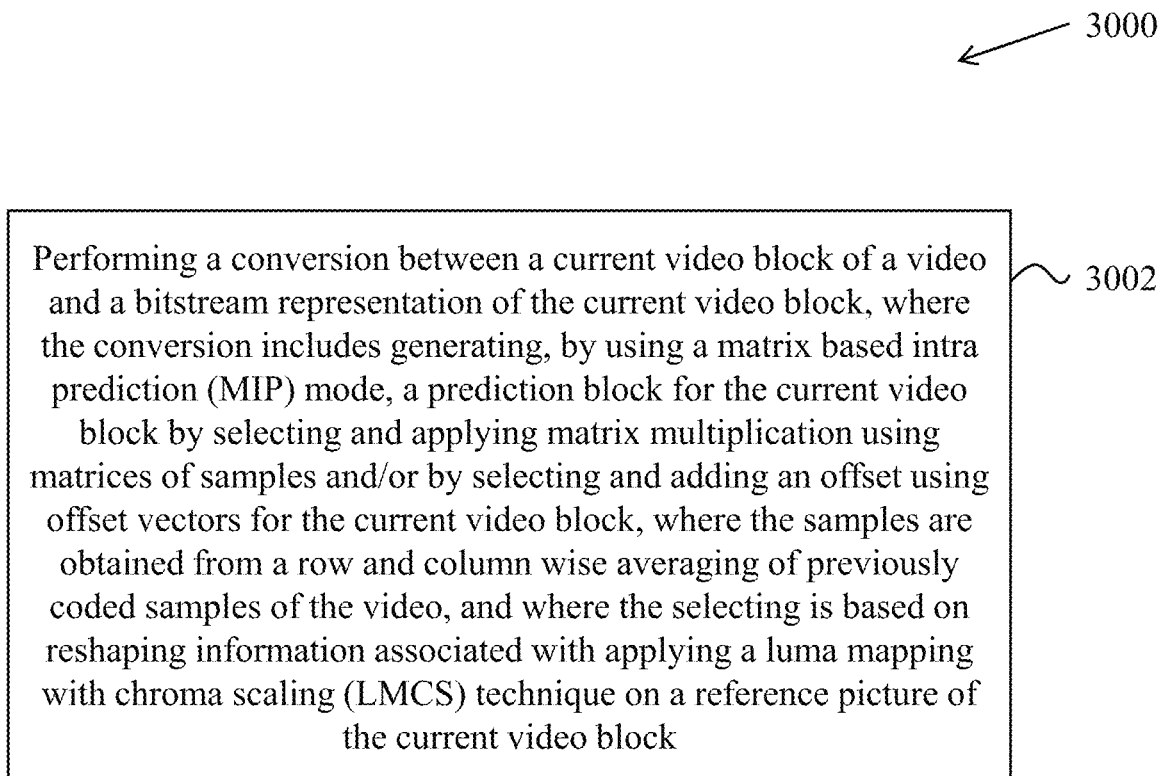 3000
Performing a conversion between a current video block of a video
and a bitstream representation of the current video block, where
the conversion includes generating, by using a matrix based intra
prediction (MIP) mode, a prediction block for the current video
block by selecting and applying matrix multiplication using
matrices of samples and/or by selecting and adding an offset using
offset vectors for the current video block, where the samples are
obtained from a row and column wise averaging of previously
coded samples of the video, and where the selecting is based on
reshaping information associated with applying a luma mapping
with chroma scaling (LMCS) technique on a reference picture of
the current video block
3002